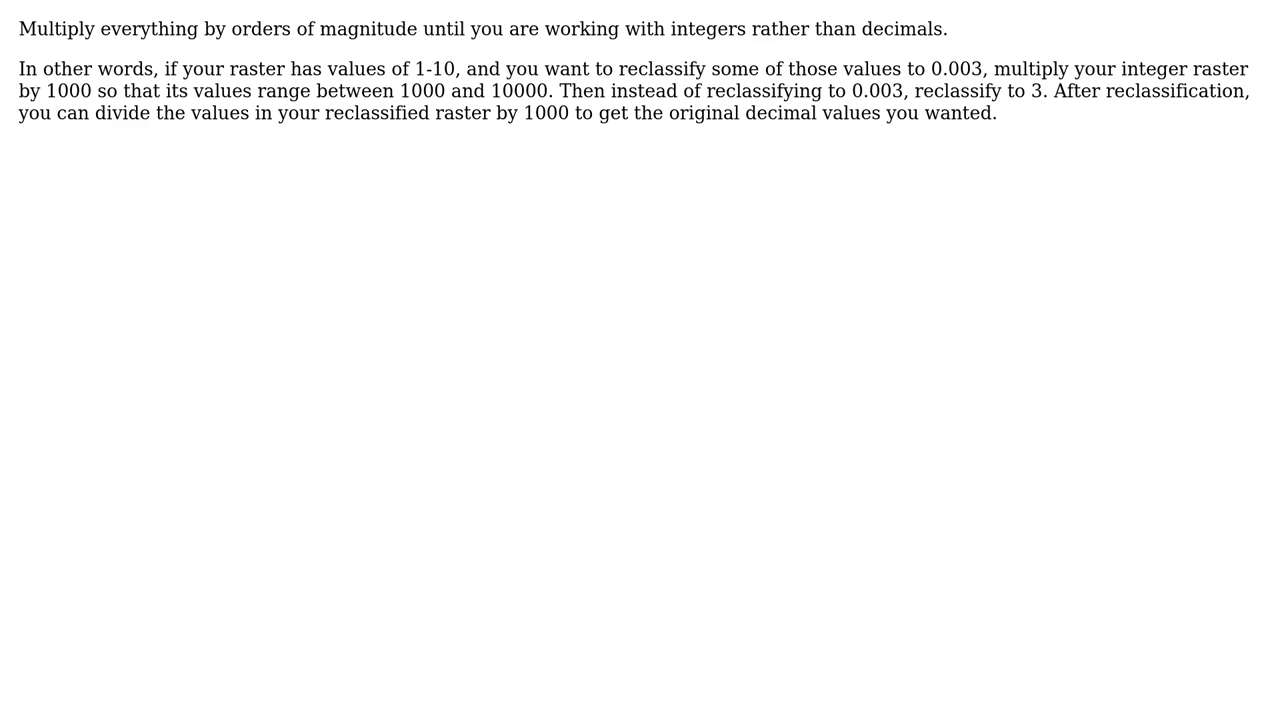 Multiply everything by orders of magnitude until you are working with integers rather than decimals.
In other words, if your raster has values of 1-10, and you want to reclassify some of those values to 0.003, multiply your integer raster
by 1000 so that its values range between 1000 and 10000. Then instead of reclassifying to 0.003, reclassify to 3. After reclassification,
you can divide the values in your reclassified raster by 1000 to get the original decimal values you wanted.